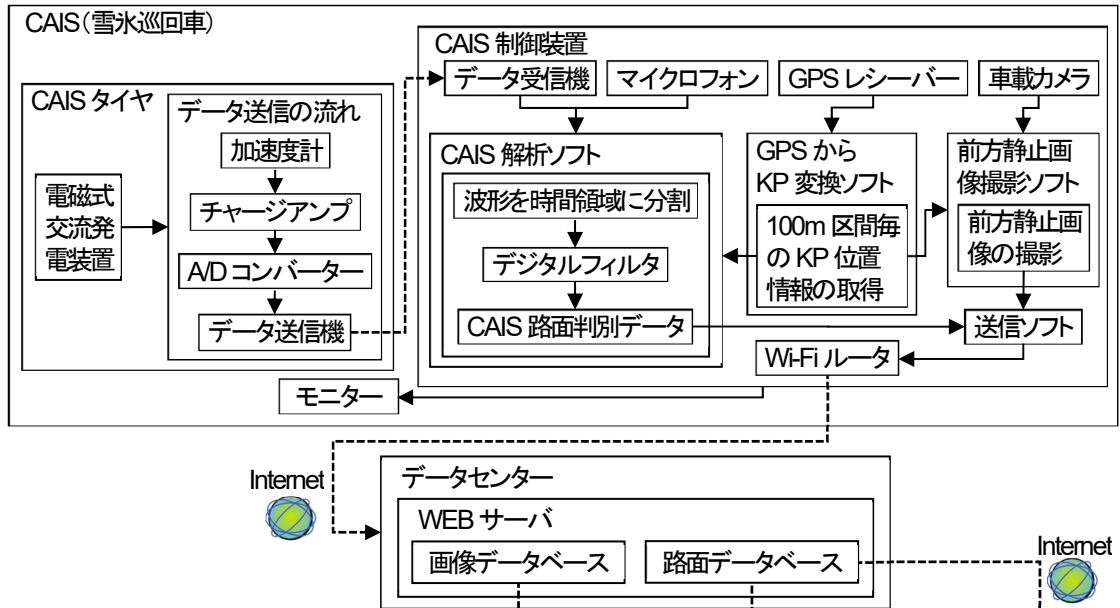 CAIS(雪氷巡回車)
CAIS 制御装置
データ受信機
マイクロフォン
GPS レシーバー
車載カメラ
CAIS タイヤ
データ送信の流れ
加速度計
チャージアンプ
A/D コンバーター
データ送信機
電磁式
交流発
電装置
CAIS 解析ソフト
波形を時間領域に分割
デジタルフィルタ
CAIS 路面判別データ
GPS から
KP 変換ソフト
100m 区間毎
の KP 位置
情報の取得
前方静止画
像撮影ソフト
前方静止画
像の撮影
送信ソフト
Wi-Fi ルータ
モニター
Internet
データセンター
WEB サーバ
画像データベース
路面データベース
Internet